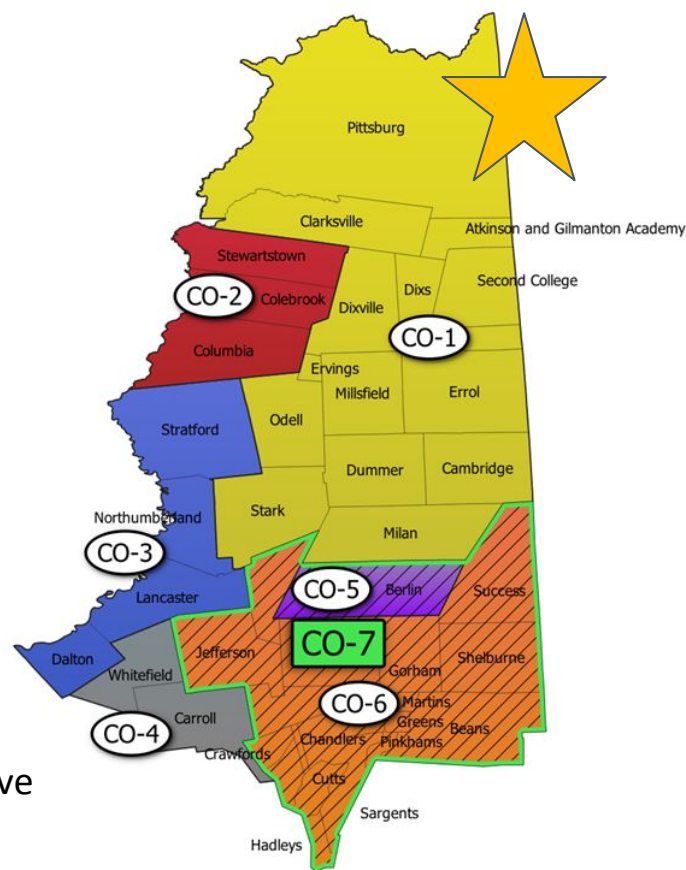 Pittsburg
Clarksville
Atkinson and Gilmanton Academy
Stewartstown
Second College
CO-2
Colebrook
Dixville
Dixs
CO-1
Columbia
Ervings
Millsfield
Errol
Odell
Stratford
Dummer
Cambridge
Northumberland
Stark
Milan
CO-3
CO-5
Berlin
Success
Lancaster
CO-7
Jefferson
Dalton
Whitefield
Gorham
Shelburne
CO-6
Martins
Carroll
Greens
Beans
CO-4
Chandlers
Pinkhams
Crawfords
Cutts
ve
Sargents
Hadleys